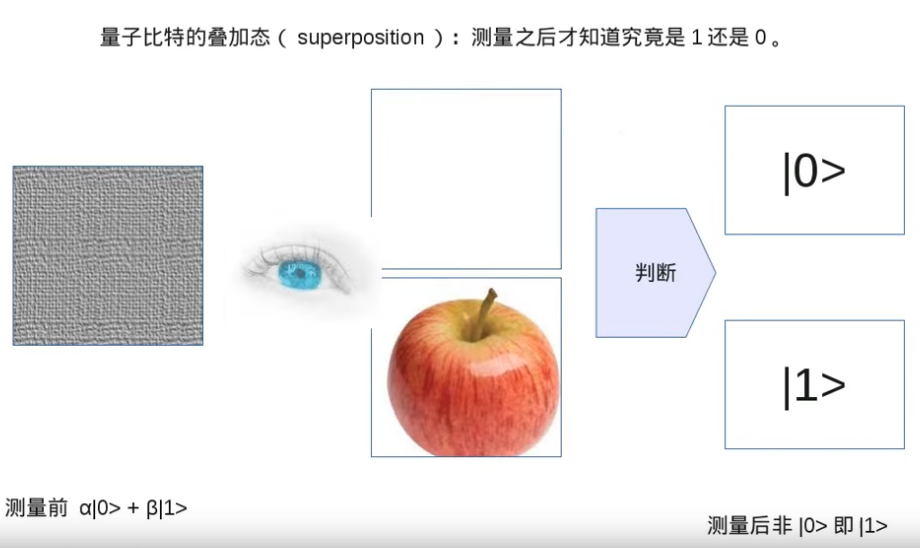 量子比特的叠加态（ superposition ）：测量之后才知道究竟是 1 还是 0 。
|0>
判断
|1>
测量前 α|0> + β|1>
测量后非 |0> 即 |1>